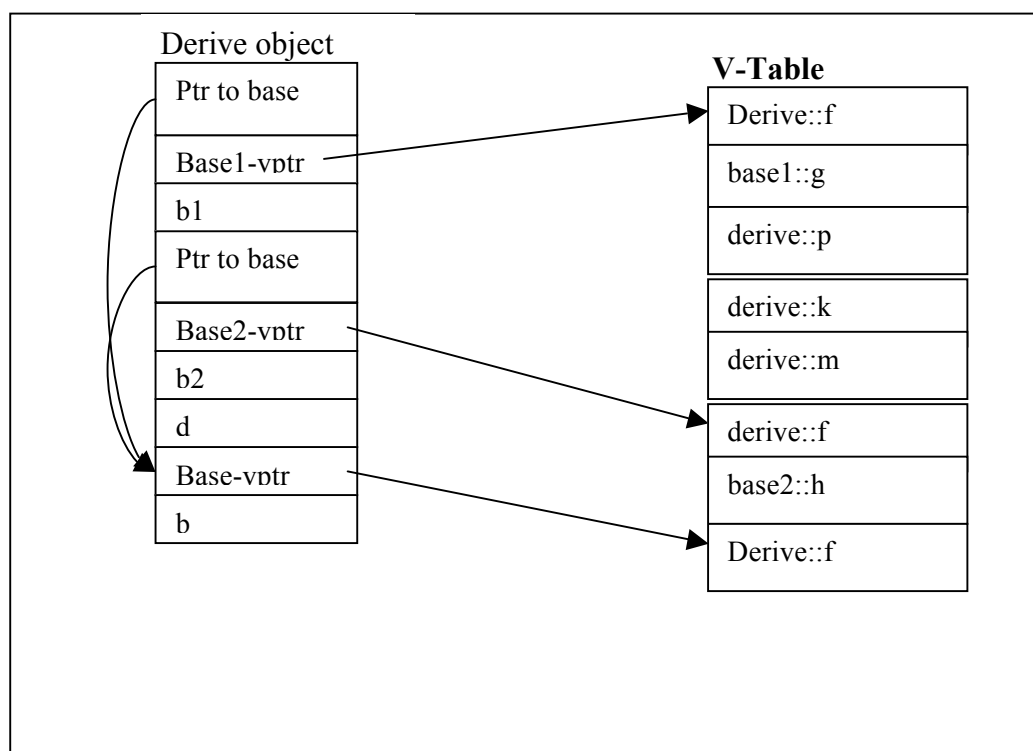 Derive object
Ptr to base
Base1-vptr
b1
Ptr to base
Base2-vptr
b2
d
Base-vptr
b
V-Table
Derive::f
base1::g
derive::p
derive::k
derive::m
derive::f
base2::h
Derive::f